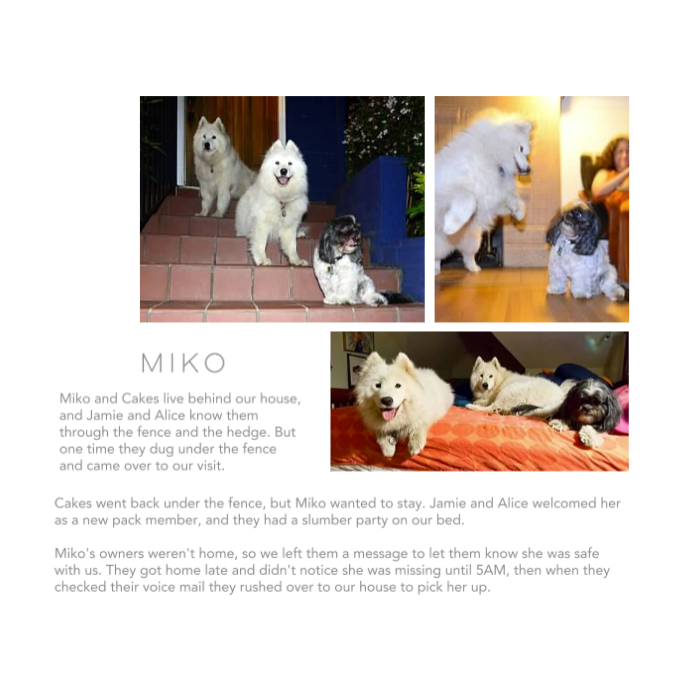 MIKO
Miko and Cakes live behind our house,
and Jamie and Alice know them
through the fence and the hedge. But
one time they dug under the fence
and came over to our visit.
Cakes went back under the fence, but Miko wanted to stay. Jamie and Alice welcomed her
as a new pack member, and they had a slumber party on our bed.
Miko's owners weren't home, so we left them a message to let them know she was safe
with us. They got home late and didn't notice she was missing until 5AM, then when they
checked their voice mail they rushed over to our house to pick her up.